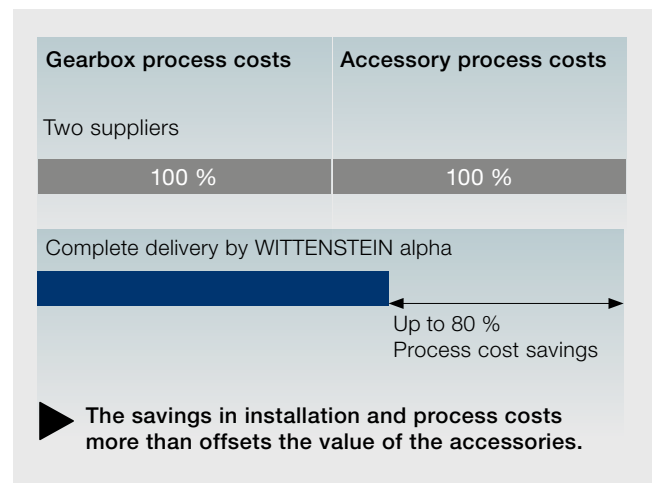 Gearbox process costs
Accessory process costs
Two suppliers
100 %
100 %
Complete delivery by WITTENSTEIN alpha
Up to 80 %
Process cost savings
The savings in installation and process costs
more than offsets the value of the accessories.